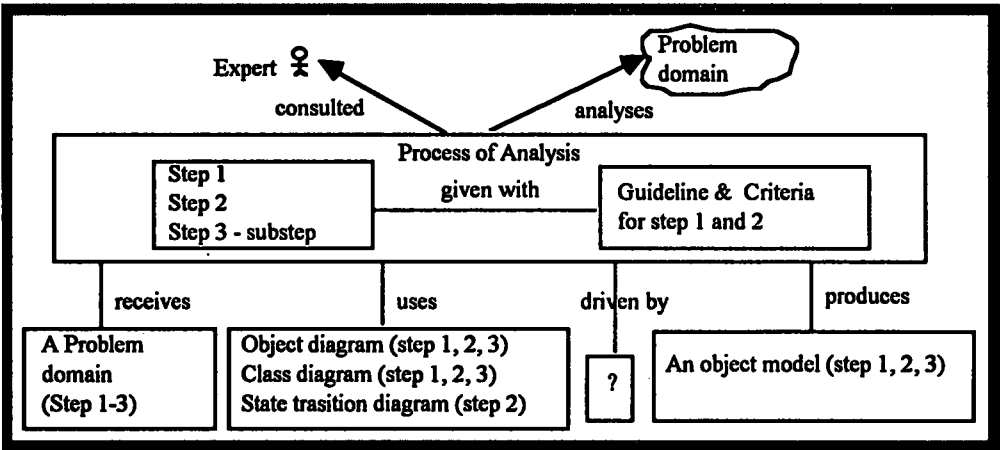 Expert
consulted
Problem
domain
analyses
Process of Analysis
Step 1
Step 2
Step 3 - substep
given with
Guideline & Criteria
for step 1 and 2
receives
uses
driven by
produces
A Problem
domain
(Step 1-3)
Object diagram (step 1, 2, 3)
Class diagram (step 1, 2, 3)
State trasition diagram (step 2)
?
An object model (step 1, 2, 3)